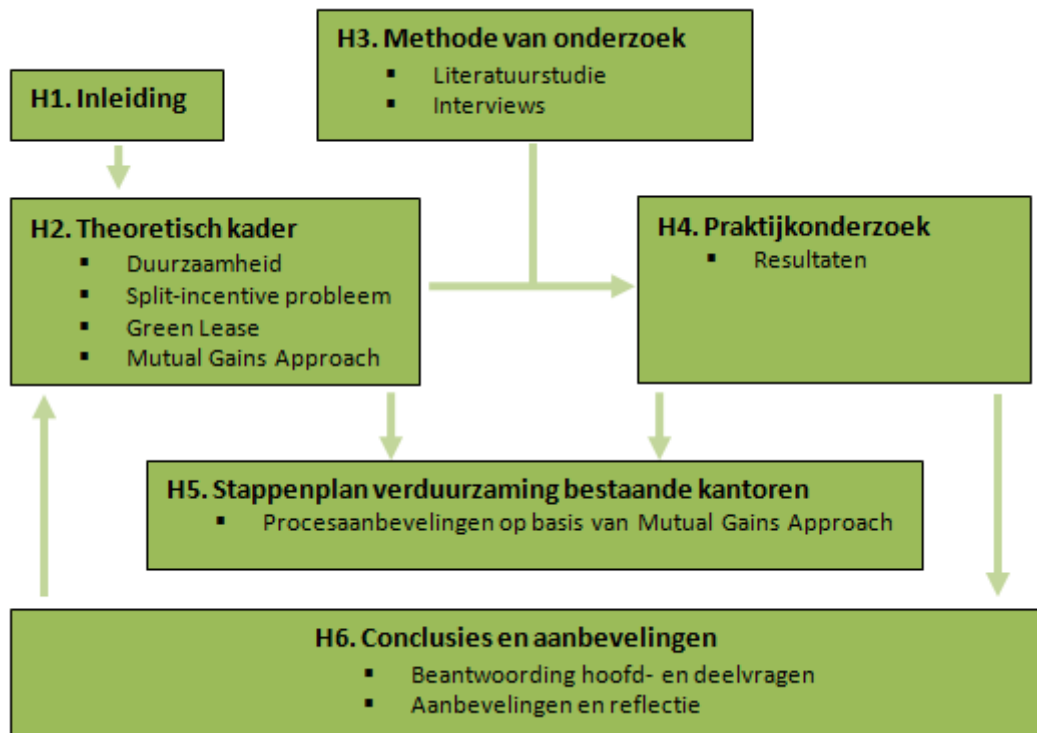 H1. Inleiding
H3. Methode van onderzoek
▪ Literatuurstudie
▪ Interviews
H2. Theoretisch kader
▪ Duurzaamheid
▪ Split-incentive probleem
▪ Green Lease
▪ Mutual Gains Approach
H4. Praktijkonderzoek
▪ Resultaten
H5. Stappenplan verduurzaming bestaande kantoren
▪ Procesaanbevelingen op basis van Mutual Gains Approach
H6. Conclusies en aanbevelingen
▪ Beantwoording hoofd- en deelvragen
▪ Aanbevelingen en reflectie